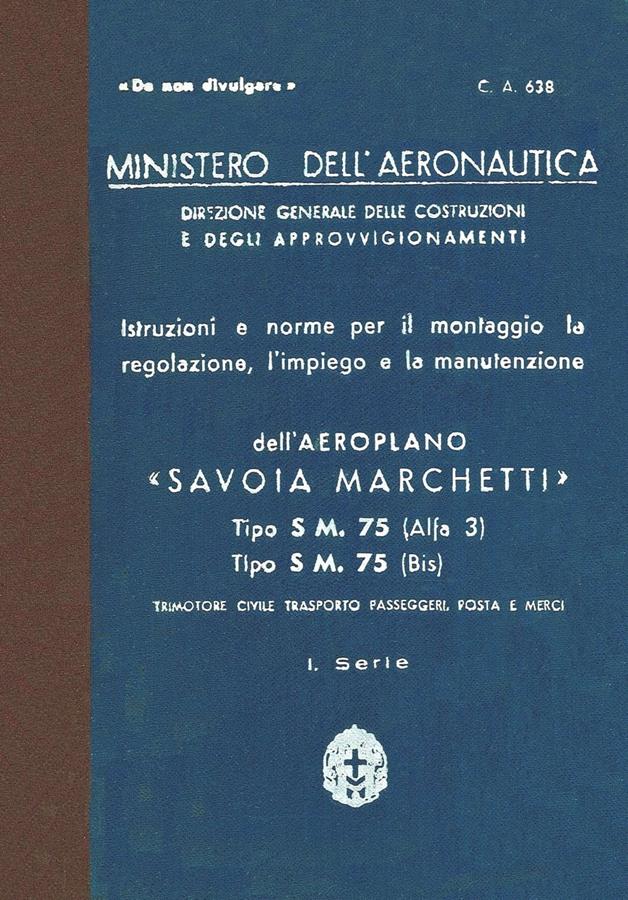 «Da non divulgare»
C. A. 638
MINISTERO DELL'AERONAUTICA
DIREZIONE GENERALE DELLE COSTRUZIONI
E DEGLI APPROVVIGIONAMENTI
Istruzioni e norme per il montaggio la
regolazione, l'impiego e la manutenzione
dell'AEROPLANO
«SAVOIA MARCHETTI»
Tipo S M. 75 (Alfa 3)
Tipo S M. 75 (Bis)
TRIMOTORE CIVILE TRASPORTO PASSEGGERI, POSTA E MERCI
I. Serie